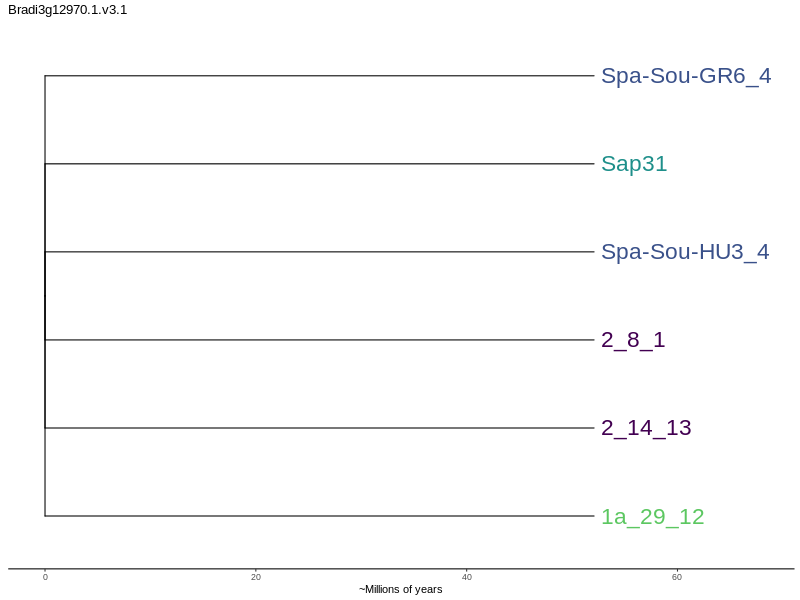 Bradi3g12970.1.v3.1
Spa-Sou-GR6_4
Sap31
Spa-Sou-HU3_4
2_8_1
2_14_13
1a_29_12
0 20 40 60
~Millions of years